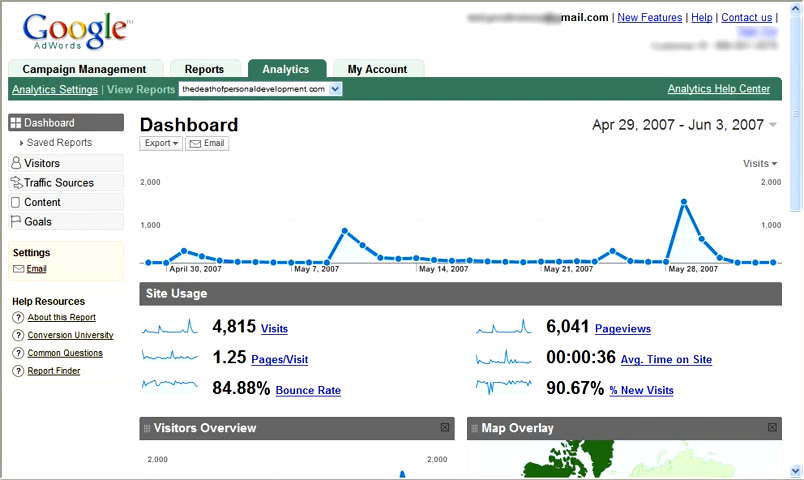 Google™
AdWords
mail.com | New Features | Help | Contact us |
Campaign Management Reports Analytics My Account
Analytics Settings | View Reports thedeathofpersonaldevelopment.com Analytics Help Center
Dashboard
Saved Reports
Visitors
Traffic Sources
Content
Goals
Settings
Email
Help Resources
? About this Report
? Conversion University
? Common Questions
? Report Finder
Dashboard
Apr 29, 2007 - Jun 3, 2007
Export Email
Visits
2,000 2,000
1,000 1,000
April 30, 2007 May 7, 2007 May 14, 2007 May 21, 2007 May 28, 2007
Site Usage
4,815 Visits 6,041 Pageviews
1.25 Pages/Visit 00:00:36 Avg. Time on Site
84.88% Bounce Rate 90.67% % New Visits
Visitors Overview Map Overlay
2,000 2,000